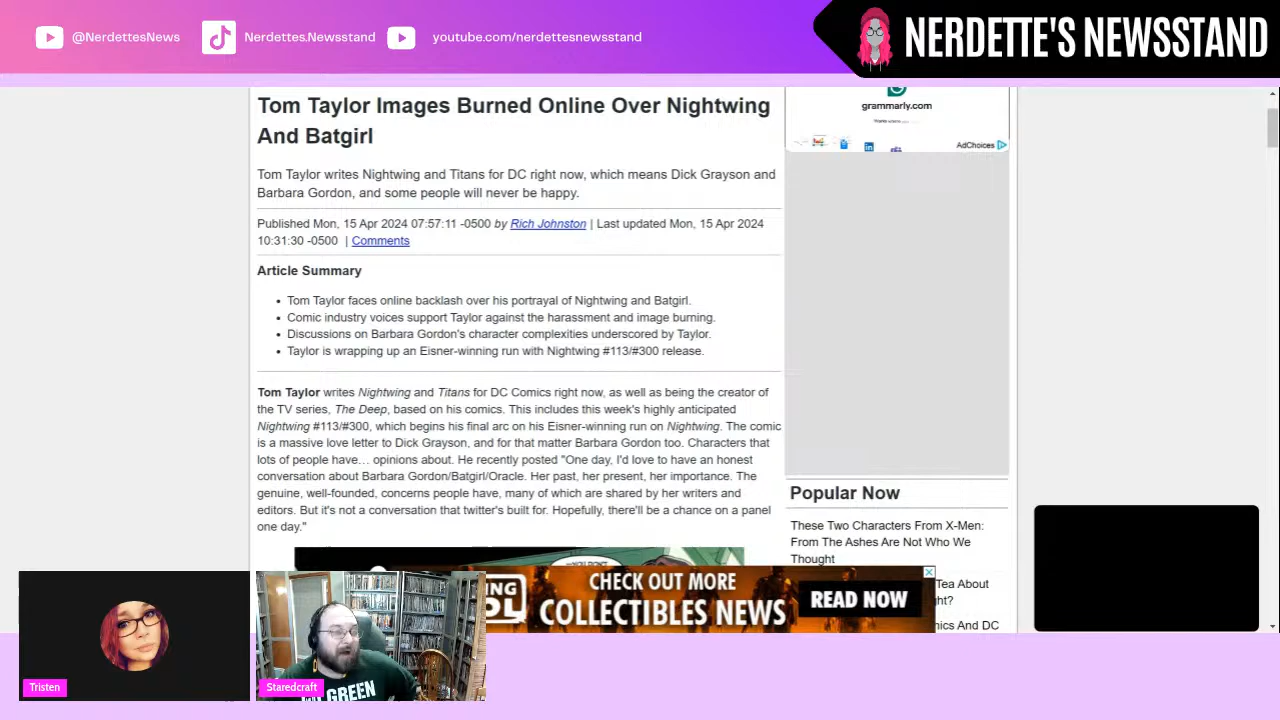 @NerdettesNews
Nerdettes.Newsstand
youtube.com/nerdettesnewsstand
NERDETTE'S NEWSSTAND
Tom Taylor Images Burned Online Over Nightwing
And Batgirl
Tom Taylor writes Nightwing and Titans for DC right now, which means Dick Grayson and
Barbara Gordon, and some people will never be happy.
Published Mon, 15 Apr 2024 07:57:11 -0500 by Rich Johnston | Last updated Mon, 15 Apr 2024
10:31:30 -0500 | Comments
Article Summary
• Tom Taylor faces online backlash over his portrayal of Nightwing and Batgirl.
• Comic industry voices support Taylor against the harassment and image burning.
• Discussions on Barbara Gordon's character complexities underscored by Taylor.
• Taylor is wrapping up an Eisner-winning run with Nightwing #113/#300 release.
Tom Taylor writes Nightwing and Titans for DC Comics right now, as well as being the creator of
the TV series, The Deep, based on his comics. This includes this week's highly anticipated
Nightwing #113/#300, which begins his final arc on his Eisner-winning run on Nightwing. The comic
is a massive love letter to Dick Grayson, and for that matter Barbara Gordon too. Characters that
lots of people have… opinions about. He recently posted "One day, I'd love to have an honest
conversation about Barbara Gordon/Batgirl/Oracle. Her past, her present, her importance. The
genuine, well-founded, concerns people have, many of which are shared by her writers and
editors. But it's not a conversation that twitter's built for. Hopefully, there'll be a chance on a panel
one day."
grammarly.com
AdChoices
Popular Now
These Two Characters From X-Men:
From The Ashes Are Not Who We
Thought
Tea About
ght?
mics And DC
CHECK OUT MORE
COLLECTIBLES NEWS
READ NOW
Tristen
Staredcraft
GREEN